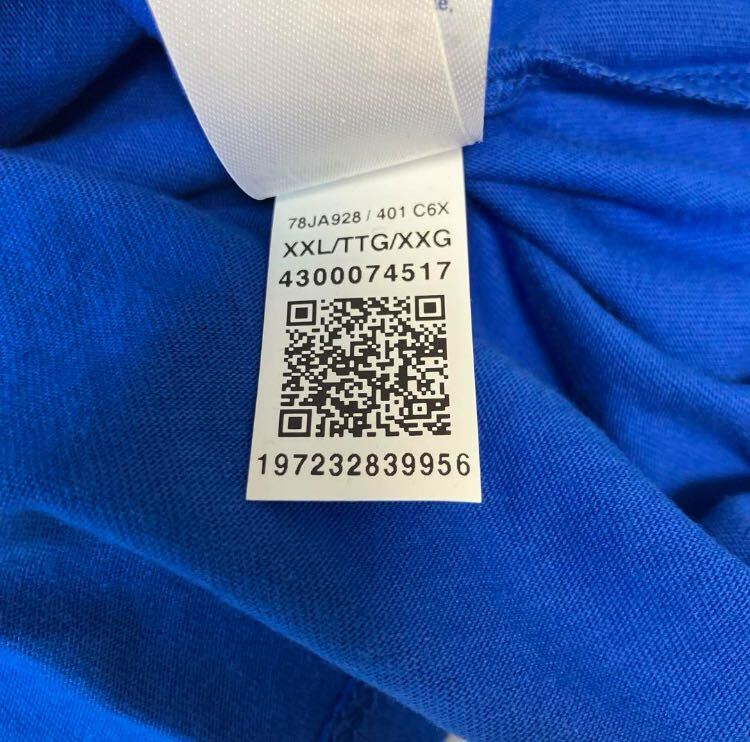 78JA928 / 401 C6X
XXL/TTG/XXG
4300074517
197232839956